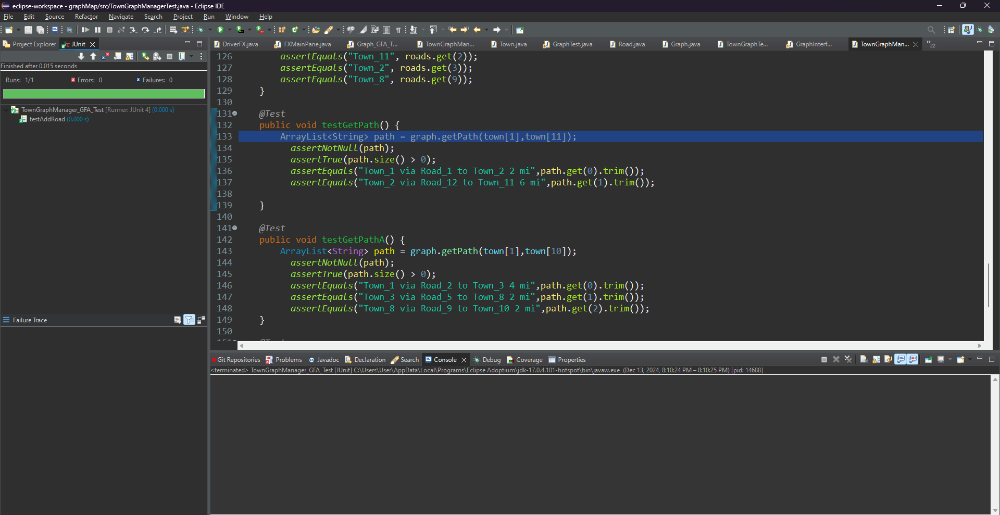 eclipse-workspace - graphMap/src/TownGraphManagerTest.java - Eclipse IDE
File Edit Source Refactor Navigate Search Project Run Window Help
Project Explorer JUnit
DriverFX.java FXMainPane.java Graph_GFA_T... TownGraphMan... Town.java GraphTest.java Road.java Graph.java TownGraphTe... GraphInterf... TownGraphMan... »22
Finished after 0.015 seconds
Runs: 1/1 Errors: 0 Failures: 0
TownGraphManager_GFA_Test [Runner: JUnit 4] (0.000 s)
testAddRoad (0.000 s)
Failure Trace
126 assertEquals("Town_11", roads.get(2));
127 assertEquals("Town_2", roads.get(3));
128 assertEquals("Town_8", roads.get(9));
129 }
130
131 @Test
132 public void testGetPath() {
133 ArrayList<String> path = graph.getPath(town[1],town[11]);
134 assertNotNull(path);
135 assertTrue(path.size() > 0);
136 assertEquals("Town_1 via Road_1 to Town_2 2 mi",path.get(0).trim());
137 assertEquals("Town_2 via Road_12 to Town_11 6 mi",path.get(1).trim());
138
139 }
140
141 @Test
142 public void testGetPathA() {
143 ArrayList<String> path = graph.getPath(town[1],town[10]);
144 assertNotNull(path);
145 assertTrue(path.size() > 0);
146 assertEquals("Town_1 via Road_2 to Town_3 4 mi",path.get(0).trim());
147 assertEquals("Town_3 via Road_5 to Town_8 2 mi",path.get(1).trim());
148 assertEquals("Town_8 via Road_9 to Town_10 2 mi",path.get(2).trim());
149 }
150
Git Repositories Problems Javadoc Declaration Search Console Debug Coverage Properties
<terminated> TownGraphManager_GFA_Test [JUnit] C:\Users\User\AppData\Local\Programs\Eclipse Adoptium\jdk-17.0.4.101-hotspot\bin\javaw.exe (Dec 13, 2024, 8:10:24 PM – 8:10:25 PM) [pid: 14688]